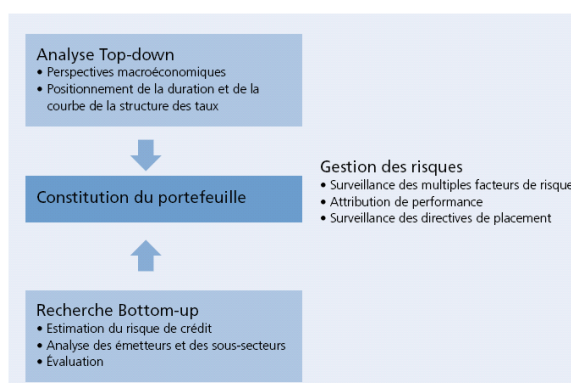 Analyse Top-down
• Perspectives macroéconomiques
• Positionnement de la duration et de la
courbe de la structure des taux
Constitution du portefeuille
Gestion des risques
• Surveillance des multiples facteurs de risque
• Attribution de performance
• Surveillance des directives de placement
Recherche Bottom-up
• Estimation du risque de crédit
• Analyse des émetteurs et des sous-secteurs
• Évaluation